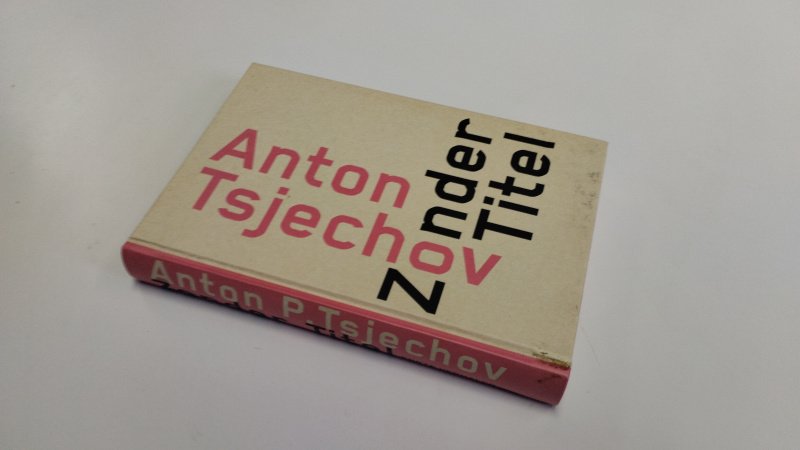 Anton
Tsjechov
Zonder
Titel
Anton P. Tsjechov